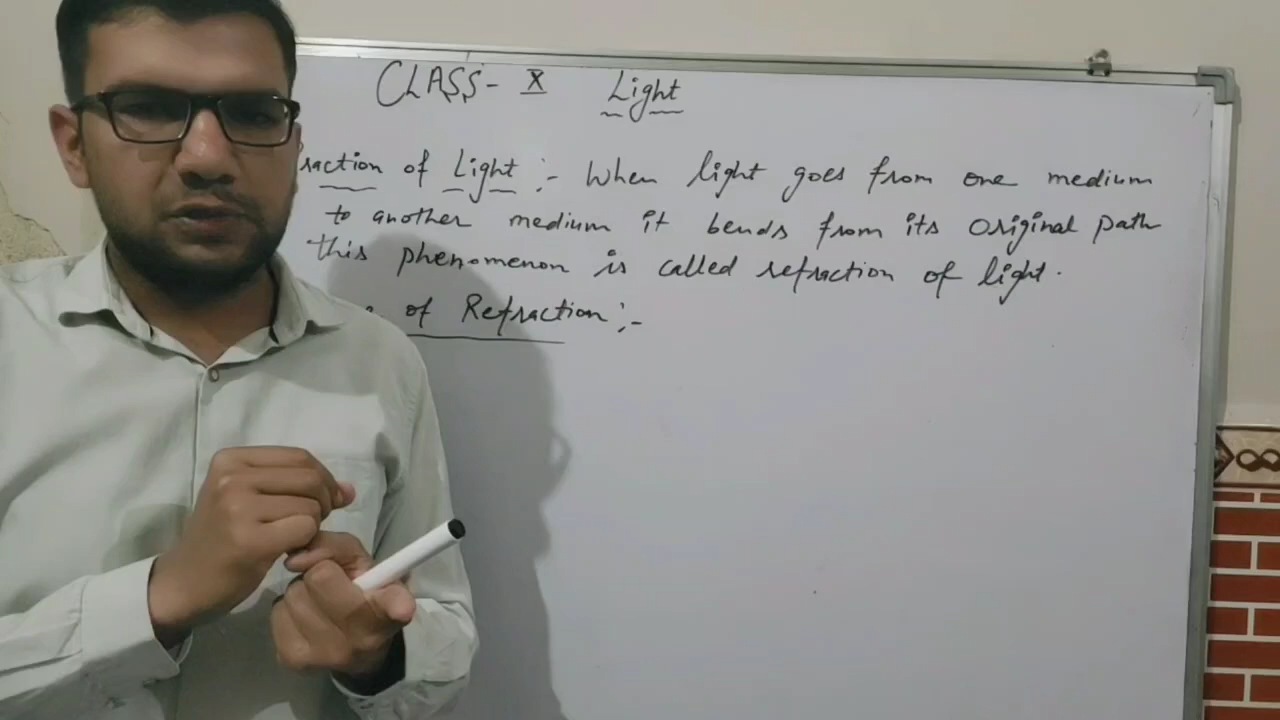 CLASS- X Light
raction of Light :- When light goes from one medium
to another medium it bends from its original path
this phenomenon is called refraction of light.
of Refraction :-